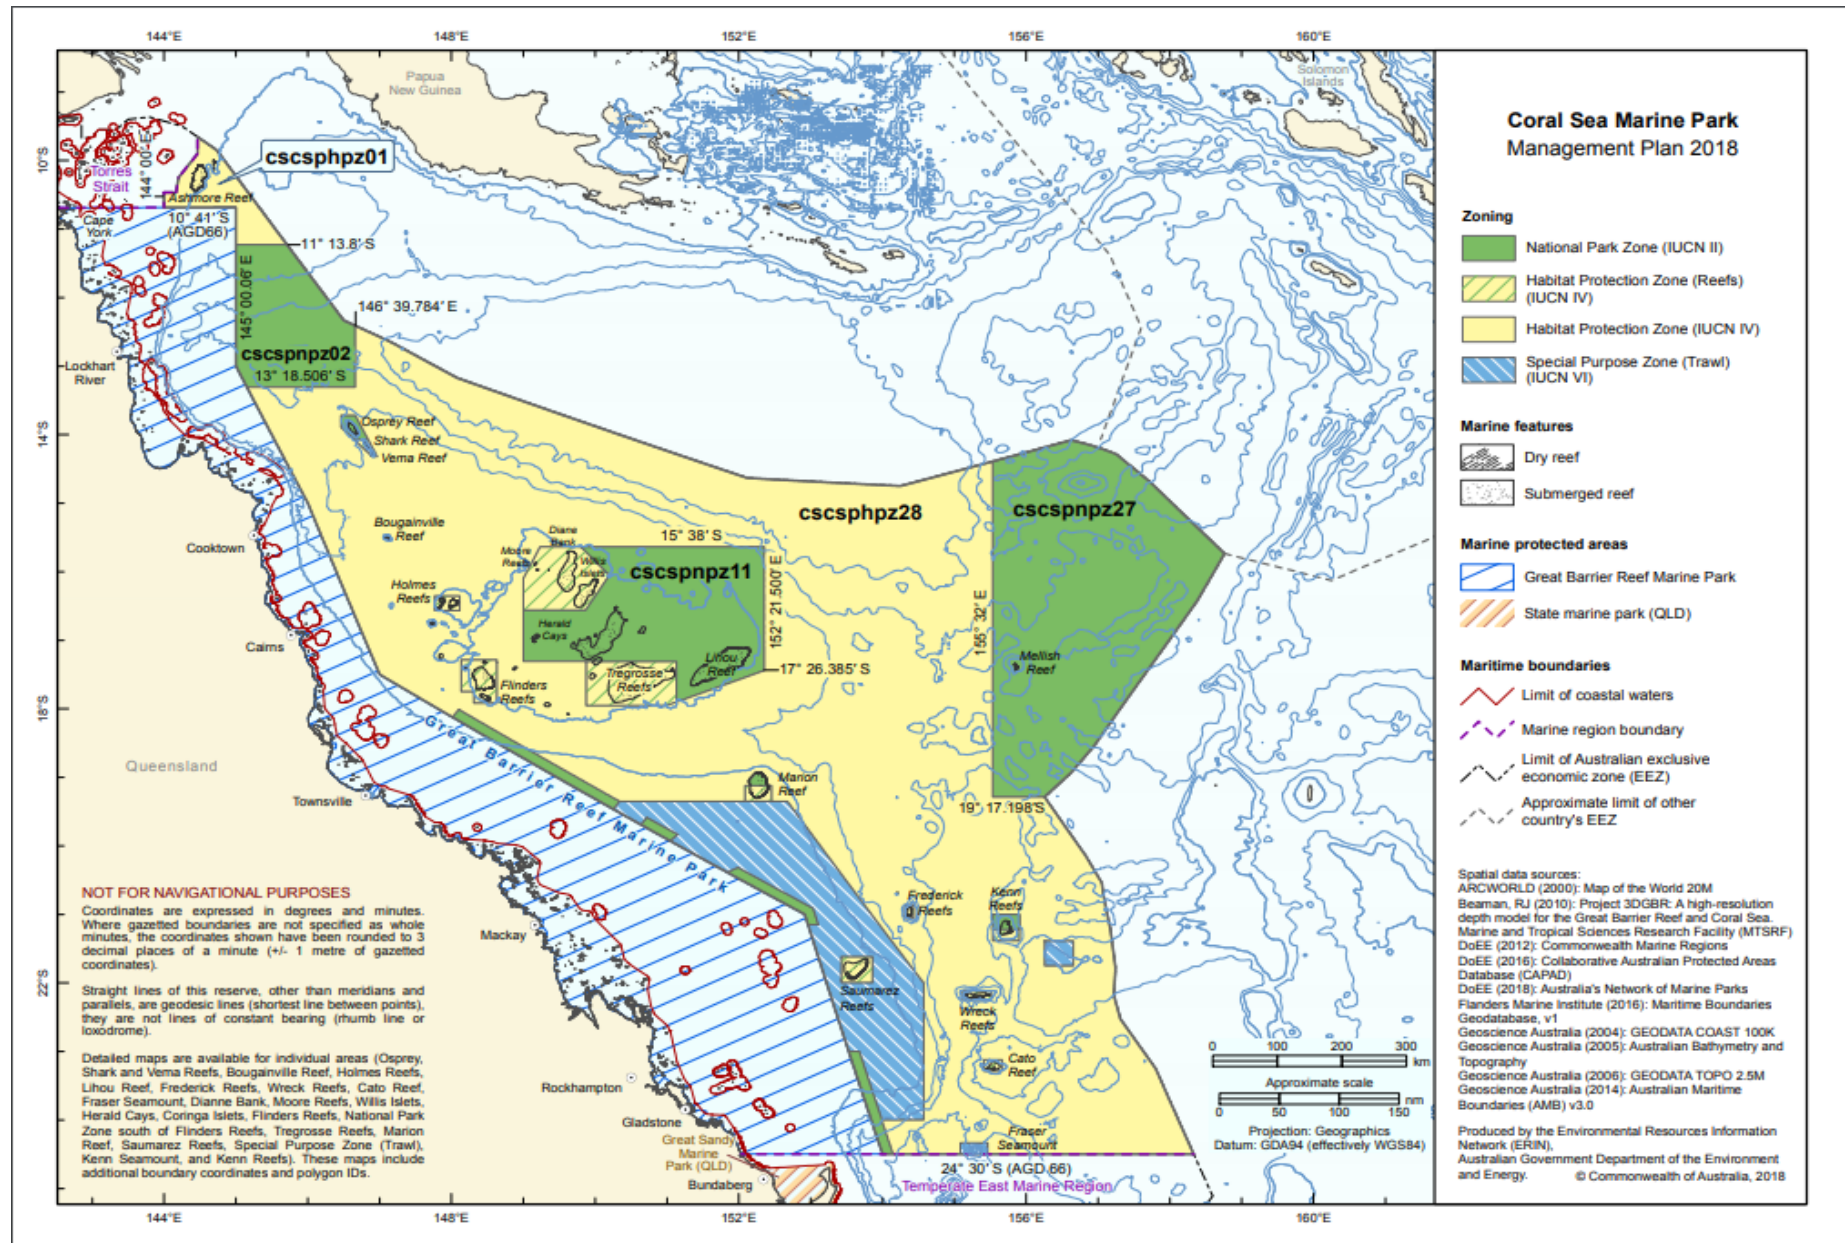 144°E
148°E
152°E
156°E
160°E
10°S
14°S
18°S
22°S
Papua
New Guinea
Solomon
Islands
cscsphpz01
144° 00' E
Torres
Strait
Ashmore Reef
Cape
York
10° 41' S
(AGD66)
11° 13.8' S
145° 00.06' E
146° 39.784' E
cscspnpz02
13° 18.506' S
Lockhart
River
Osprey Reef
Shark Reef
Vema Reef
cscsphpz28
cscspnpz27
Bougainville
Reef
Diane
Bank
15° 38' S
Cooktown
Moore
Reefs
Willis
Islets
cscspnpz11
152° 21.500' E
155° 32' E
Holmes
Reefs
Herald
Cays
Cairns
Lihou
Reef
Mellish
Reef
17° 26.385' S
Tregrosse
Reefs
Flinders
Reefs
Great Barrier Reef Marine Park
Queensland
Marion
Reef
Townsville
19° 17.198'S
Frederick
Reefs
Kenn
Reefs
Mackay
Saumarez
Reefs
Wreck
Reefs
Cato
Reef
Rockhampton
Gladstone
Fraser
Seamount
Great Sandy
Marine
Park (QLD)
Bundaberg
24° 30' S (AGD 66)
Temperate East Marine Region
NOT FOR NAVIGATIONAL PURPOSES
Coordinates are expressed in degrees and minutes.
Where gazetted boundaries are not specified as whole
minutes, the coordinates shown have been rounded to 3
decimal places of a minute (+/- 1 metre of gazetted
coordinates).
Straight lines of this reserve, other than meridians and
parallels, are geodesic lines (shortest line between points),
they are not lines of constant bearing (rhumb line or
loxodrome).
Detailed maps are available for individual areas (Osprey,
Shark and Vema Reefs, Bougainville Reef, Holmes Reefs,
Lihou Reef, Frederick Reefs, Wreck Reefs, Cato Reef,
Fraser Seamount, Dianne Bank, Moore Reefs, Willis Islets,
Herald Cays, Coringa Islets, Flinders Reefs, National Park
Zone south of Flinders Reefs, Tregrosse Reefs, Marion
Reef, Saumarez Reefs, Special Purpose Zone (Trawl),
Kenn Seamount, and Kenn Reefs). These maps include
additional boundary coordinates and polygon IDs.
0 100 200 300
km
Approximate scale
nm
0 50 100 150
Projection: Geographics
Datum: GDA94 (effectively WGS84)
144°E
148°E
152°E
156°E
160°E
Coral Sea Marine Park
Management Plan 2018
Zoning
National Park Zone (IUCN II)
Habitat Protection Zone (Reefs)
(IUCN IV)
Habitat Protection Zone (IUCN IV)
Special Purpose Zone (Trawl)
(IUCN VI)
Marine features
Dry reef
Submerged reef
Marine protected areas
Great Barrier Reef Marine Park
State marine park (QLD)
Maritime boundaries
Limit of coastal waters
Marine region boundary
Limit of Australian exclusive
economic zone (EEZ)
Approximate limit of other
country's EEZ
Spatial data sources:
ARCWORLD (2000): Map of the World 20M
Beaman, RJ (2010): Project 3DGBR: A high-resolution
depth model for the Great Barrier Reef and Coral Sea.
Marine and Tropical Sciences Research Facility (MTSRF)
DoEE (2012): Commonwealth Marine Regions
DoEE (2016): Collaborative Australian Protected Areas
Database (CAPAD)
DoEE (2018): Australia's Network of Marine Parks
Flanders Marine Institute (2016): Maritime Boundaries
Geodatabase, v1
Geoscience Australia (2004): GEODATA COAST 100K
Geoscience Australia (2005): Australian Bathymetry and
Topography
Geoscience Australia (2006): GEODATA TOPO 2.5M
Geoscience Australia (2014): Australian Maritime
Boundaries (AMB) v3.0
Produced by the Environmental Resources Information
Network (ERIN),
Australian Government Department of the Environment
and Energy. © Commonwealth of Australia, 2018